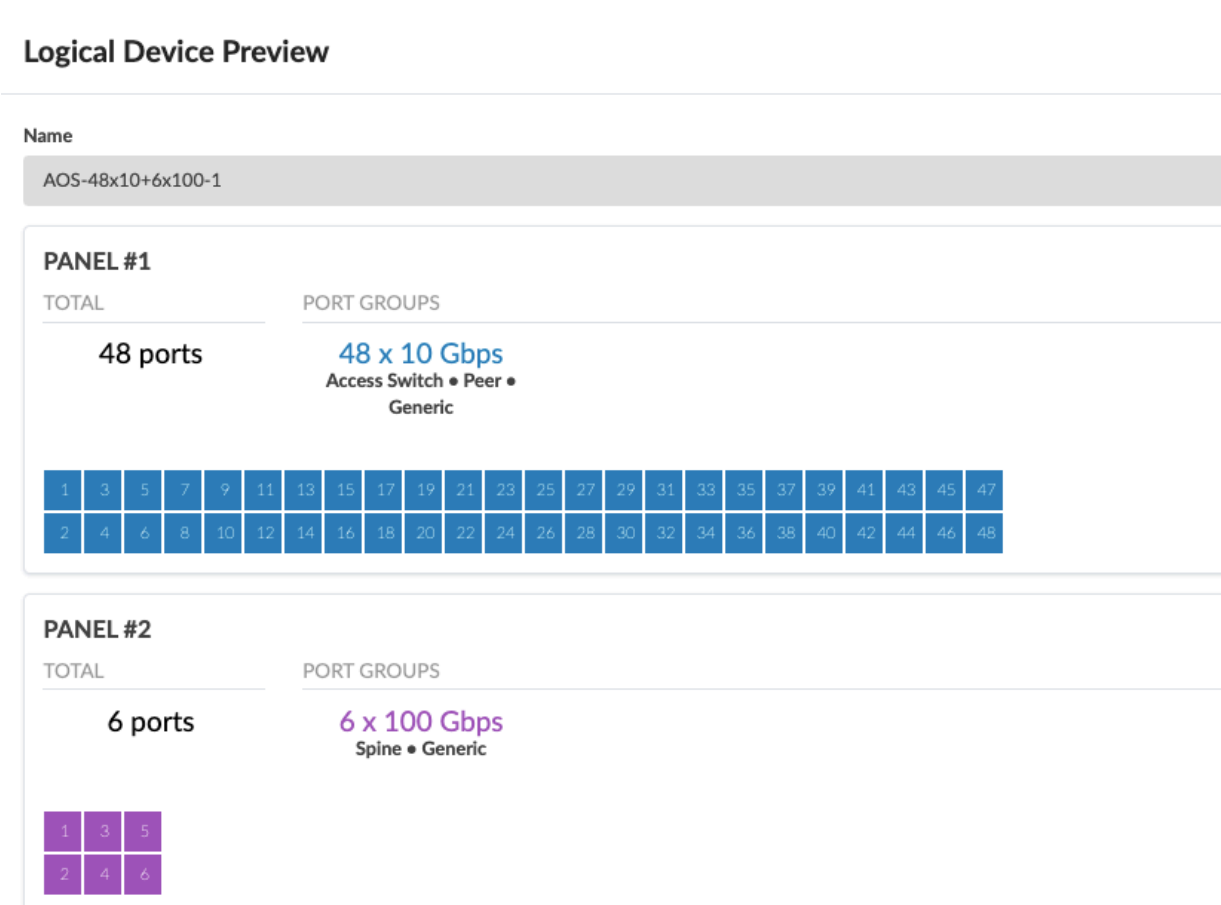 Logical Device Preview
Name
AOS-48x10+6x100-1
PANEL #1
TOTAL
PORT GROUPS
48 ports
48 x 10 Gbps
Access Switch • Peer •
Generic
1 3 5 7 9 11 13 15 17 19 21 23 25 27 29 31 33 35 37 39 41 43 45 47
2 4 6 8 10 12 14 16 18 20 22 24 26 28 30 32 34 36 38 40 42 44 46 48
PANEL #2
TOTAL
PORT GROUPS
6 ports
6 x 100 Gbps
Spine • Generic
1 3 5
2 4 6